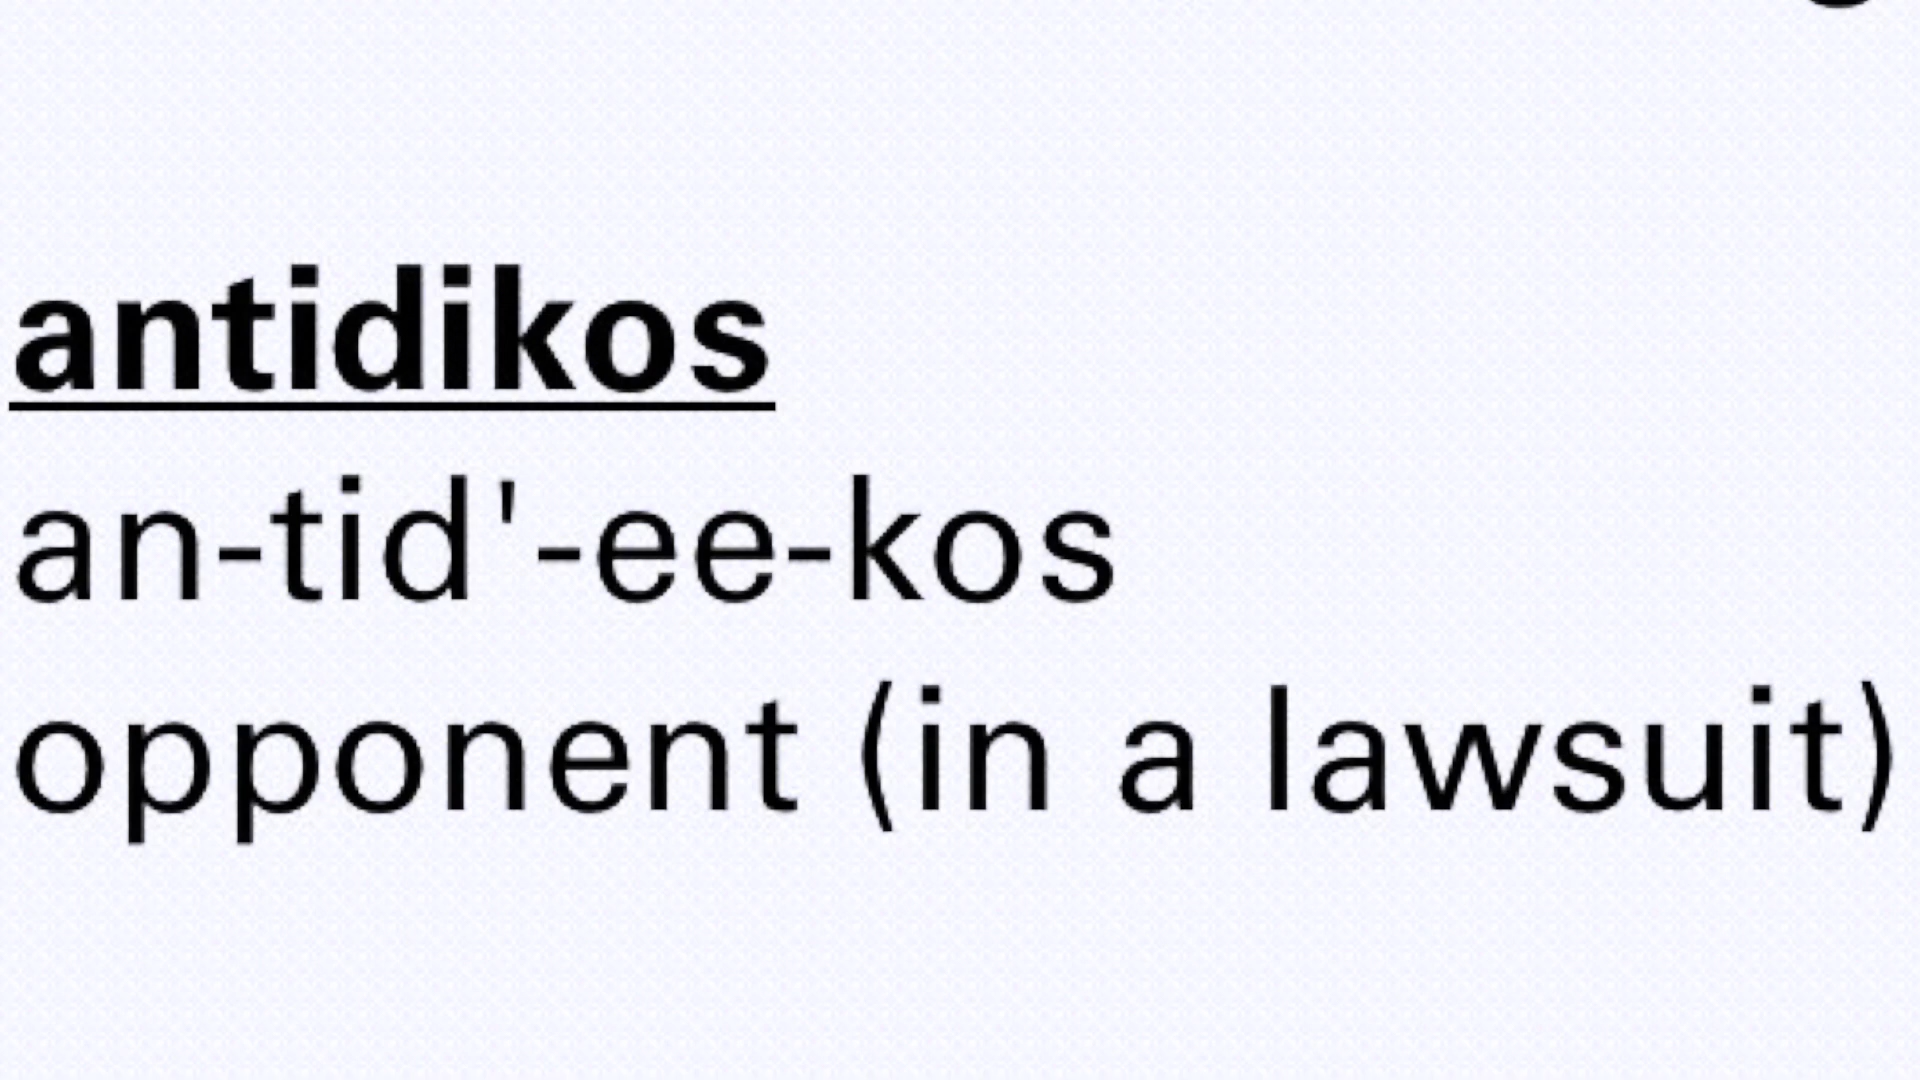 antidikos
an-tid'-ee-kos
opponent (in a lawsuit)